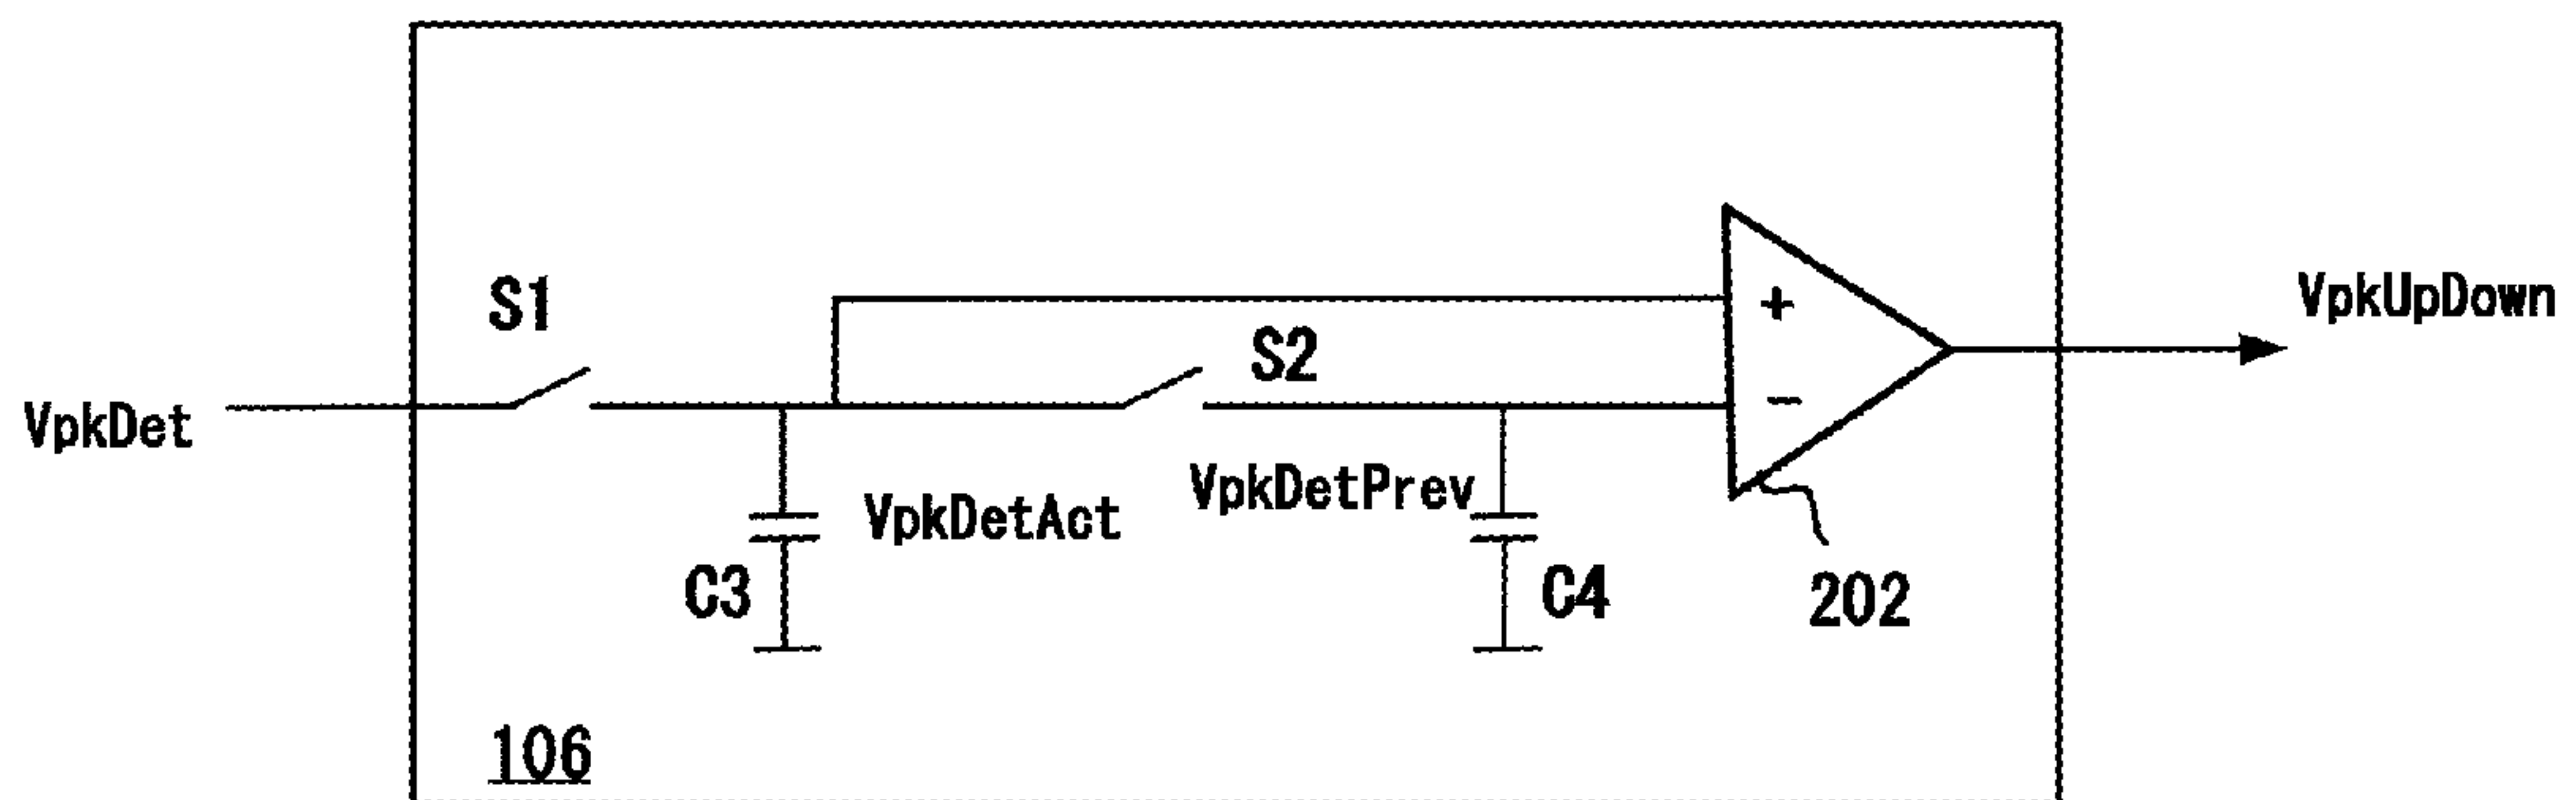 S1
VpkDet
S2
+
−
VpkUpDown
VpkDetAct
VpkDetPrev
C3
C4
202
106